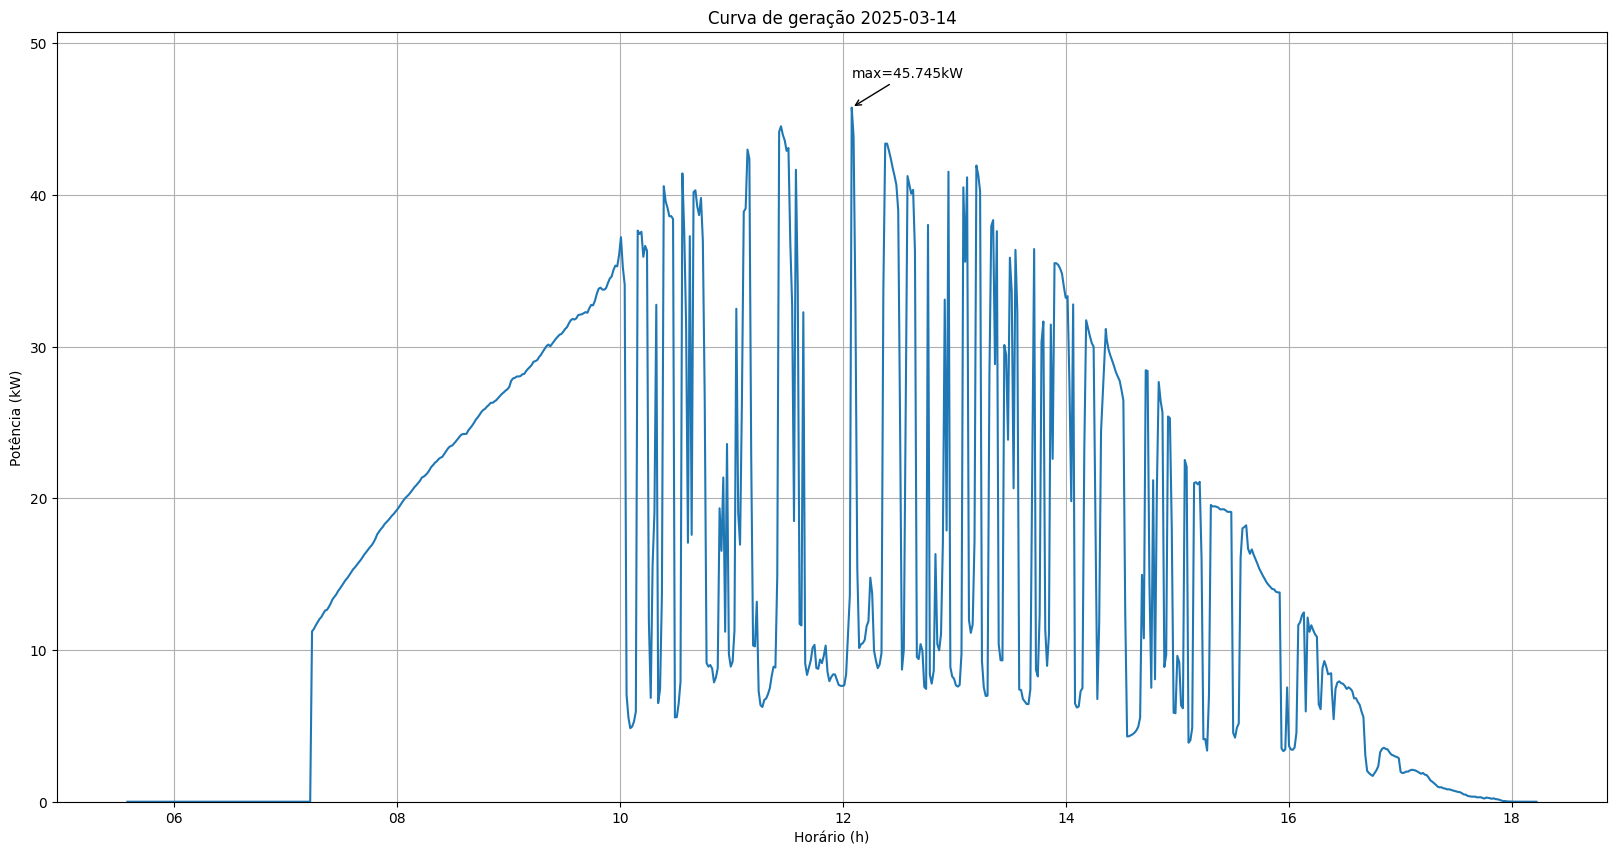 Curva de geração 2025-03-14
50
max=45.745kW
40
30
Potência (kW)
20
10
0
06 08 10 12 14 16 18
Horário (h)